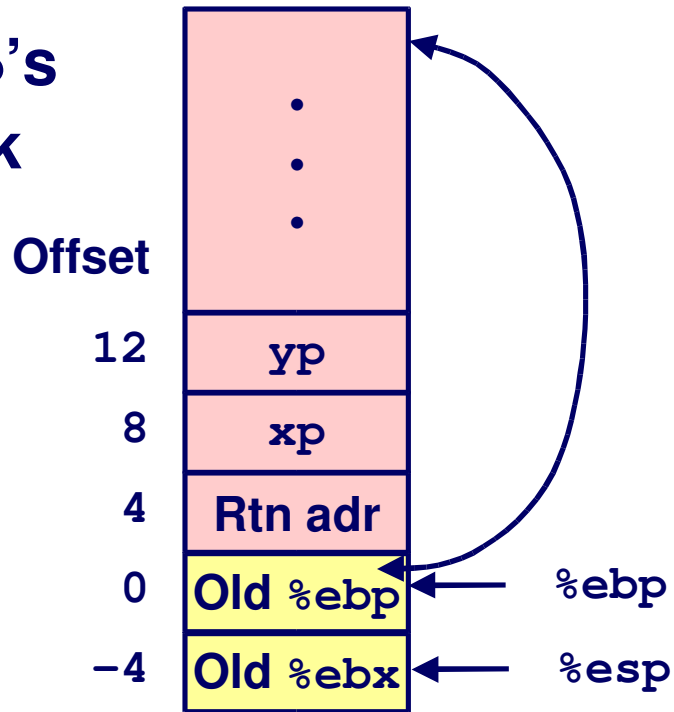 's
k
Offset
12 yp
8 xp
4 Rtn adr
0 Old %ebp %ebp
-4 Old %ebx %esp